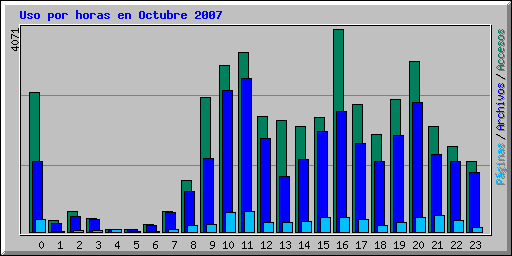 Uso por horas en Octubre 2007
4071
Páginas / Archivos / Accesos
0 1 2 3 4 5 6 7 8 9 10 11 12 13 14 15 16 17 18 19 20 21 22 23